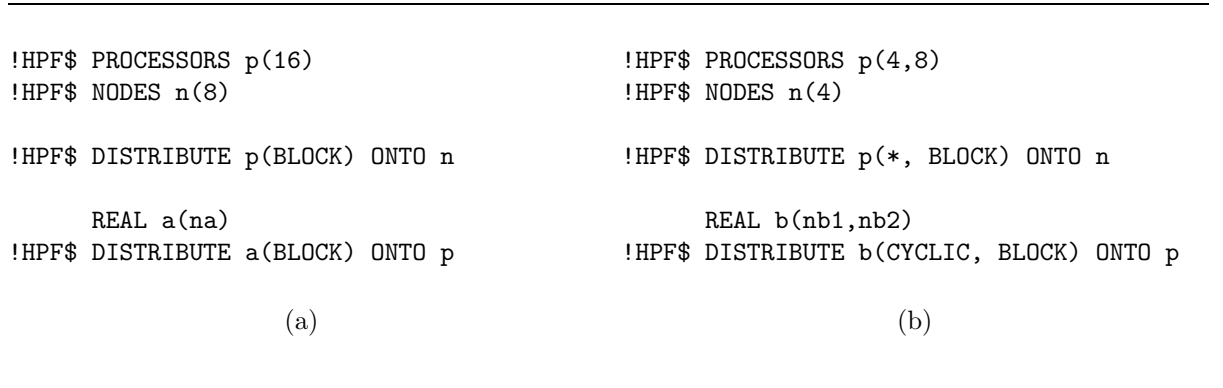 !HPF$ PROCESSORS p(16)
!HPF$ NODES n(8)
!HPF$ DISTRIBUTE p(BLOCK) ONTO n
REAL a(na)
!HPF$ DISTRIBUTE a(BLOCK) ONTO p
(a)
!HPF$ PROCESSORS p(4,8)
!HPF$ NODES n(4)
!HPF$ DISTRIBUTE p(*, BLOCK) ONTO n
REAL b(nb1,nb2)
!HPF$ DISTRIBUTE b(CYCLIC, BLOCK) ONTO p
(b)